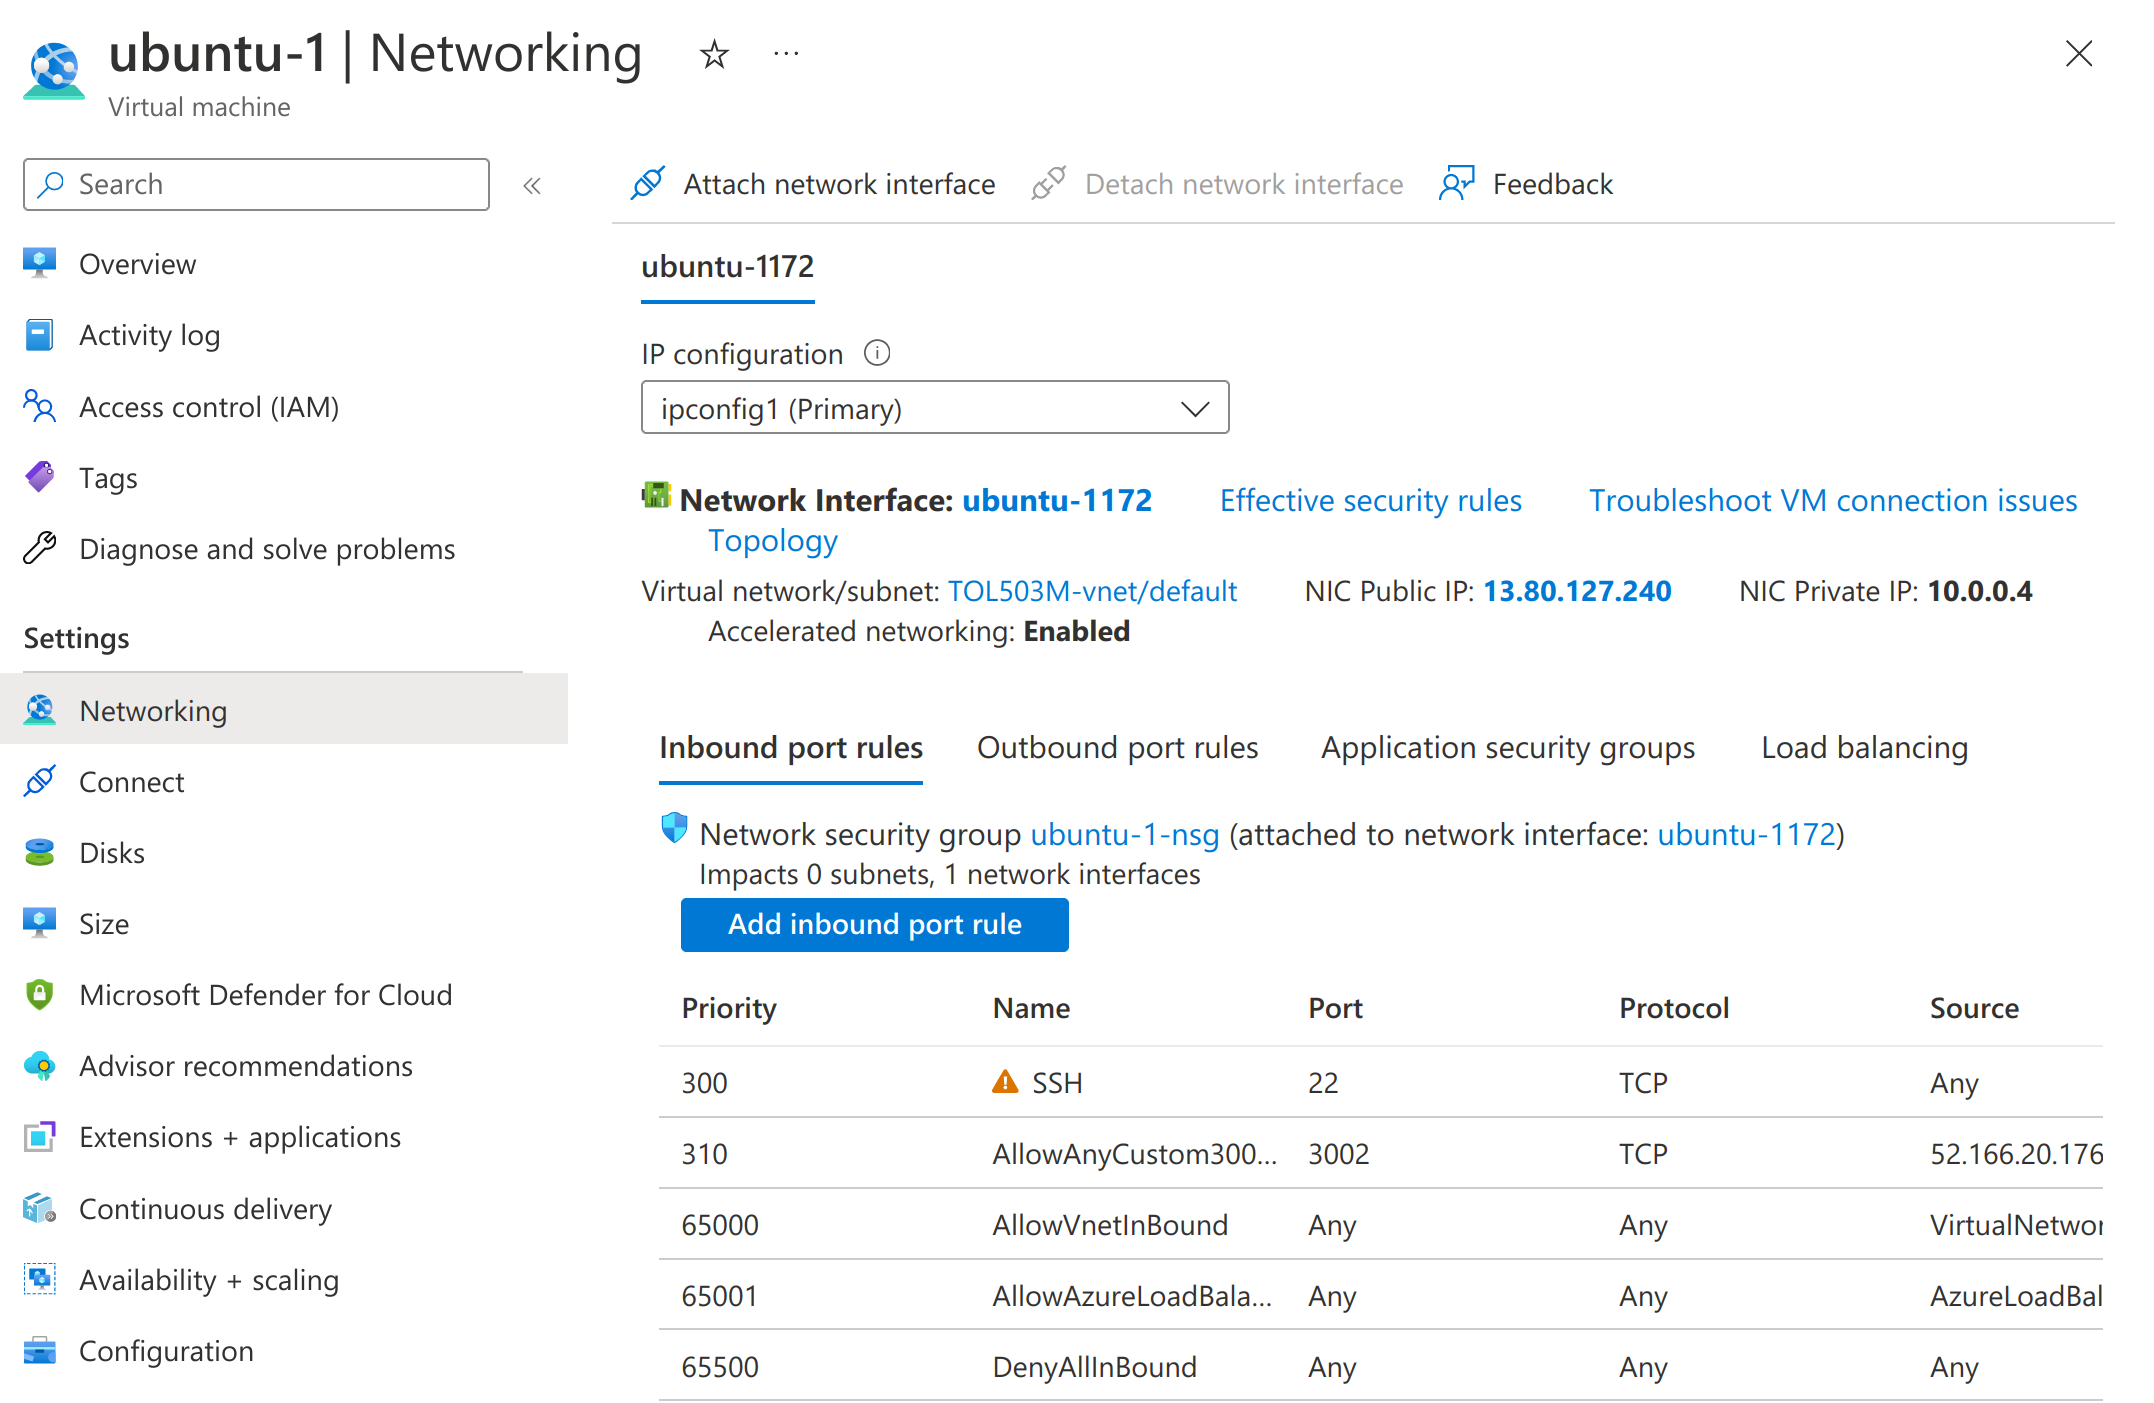 ubuntu-1 | Networking
Virtual machine
Search
Overview
Activity log
Access control (IAM)
Tags
Diagnose and solve problems
Settings
Networking
Connect
Disks
Size
Microsoft Defender for Cloud
Advisor recommendations
Extensions + applications
Continuous delivery
Availability + scaling
Configuration
Attach network interface Detach network interface Feedback
ubuntu-1172
IP configuration
ipconfig1 (Primary)
Network Interface: ubuntu-1172 Effective security rules Troubleshoot VM connection issues
Topology
Virtual network/subnet: TOL503M-vnet/default NIC Public IP: 13.80.127.240 NIC Private IP: 10.0.0.4
Accelerated networking: Enabled
Inbound port rules Outbound port rules Application security groups Load balancing
Network security group ubuntu-1-nsg (attached to network interface: ubuntu-1172)
Impacts 0 subnets, 1 network interfaces
Add inbound port rule
Priority Name Port Protocol Source
300 SSH 22 TCP Any
310 AllowAnyCustom300... 3002 TCP 52.166.20.176
65000 AllowVnetInBound Any Any VirtualNetwor
65001 AllowAzureLoadBala... Any Any AzureLoadBal
65500 DenyAllInBound Any Any Any